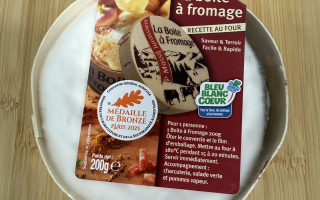 La Boîte
à fromage
RECETTE AU FOUR
Saveur & Terroir
Facile & Rapide
La Boîte
à Fromage
BLEU
BLANC
CŒUR
MÉDAILLE
DE BRONZE
PARIS 2025
Pour 1 personne :
1 Boîte à Fromage 200g
Ôter le couvercle et le film
d'emballage. Mettre au four à
180°C pendant 15 à 20 minutes.
Servir immédiatement.
Accompagnement :
charcuterie, salade verte
et pommes vapeur.
Poids net :
200g